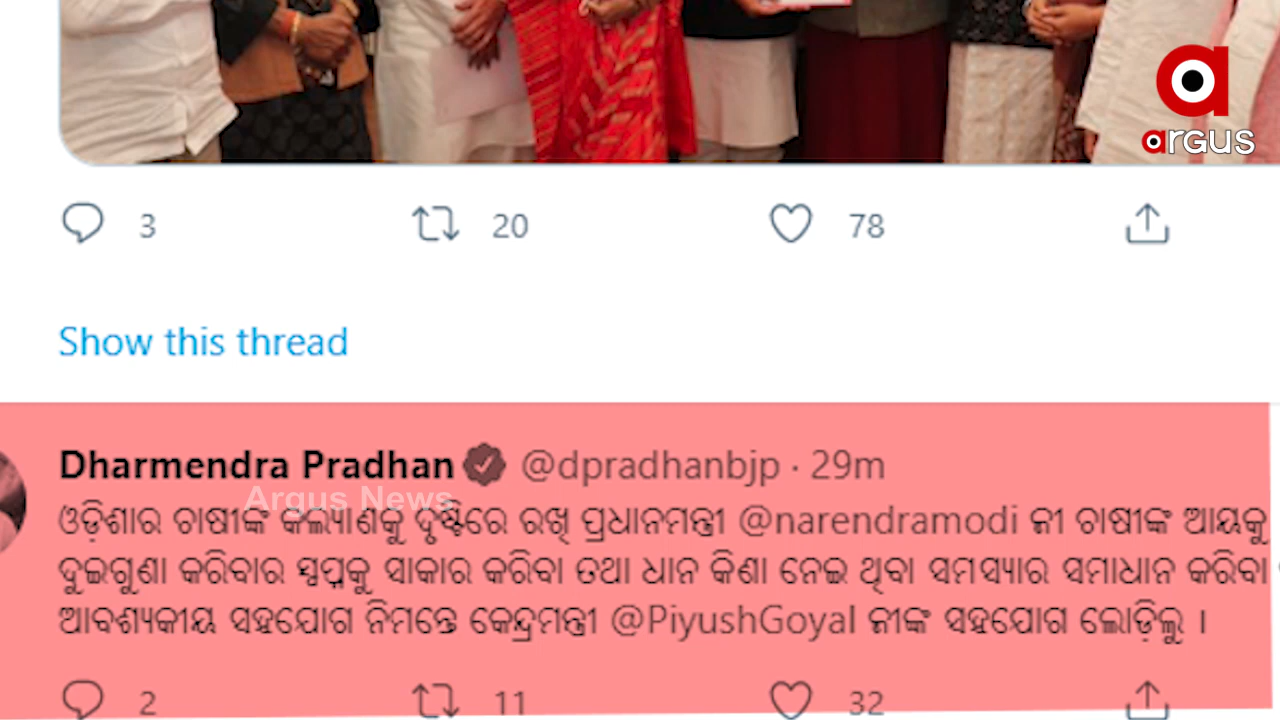 argus
3 20 78
Show this thread
Dharmendra Pradhan @dpradhanbjp · 29m
Argus News
ଓଡ଼ିଶାର ଚାଷୀଙ୍କ କଲ୍ୟାଣକୁ ଦୃଷ୍ଟିରେ ରଖି ପ୍ରଧାନମନ୍ତ୍ରୀ @narendramodi ଜୀ ଚାଷୀଙ୍କ ଆୟକୁ
ଦୁଇଗୁଣା କରିବାର ସ୍ୱପ୍ନକୁ ସାକାର କରିବା ତଥା ଧାନ କିଣା ନେଇ ଥିବା ସମସ୍ୟାର ସମାଧାନ କରିବା
ଆବଶ୍ୟକୀୟ ସହଯୋଗ ନିମନ୍ତେ କେନ୍ଦ୍ରମନ୍ତ୍ରୀ @PiyushGoyal ଜୀଙ୍କ ସହଯୋଗ ଲୋଡ଼ିଲୁ ।
2 11 32